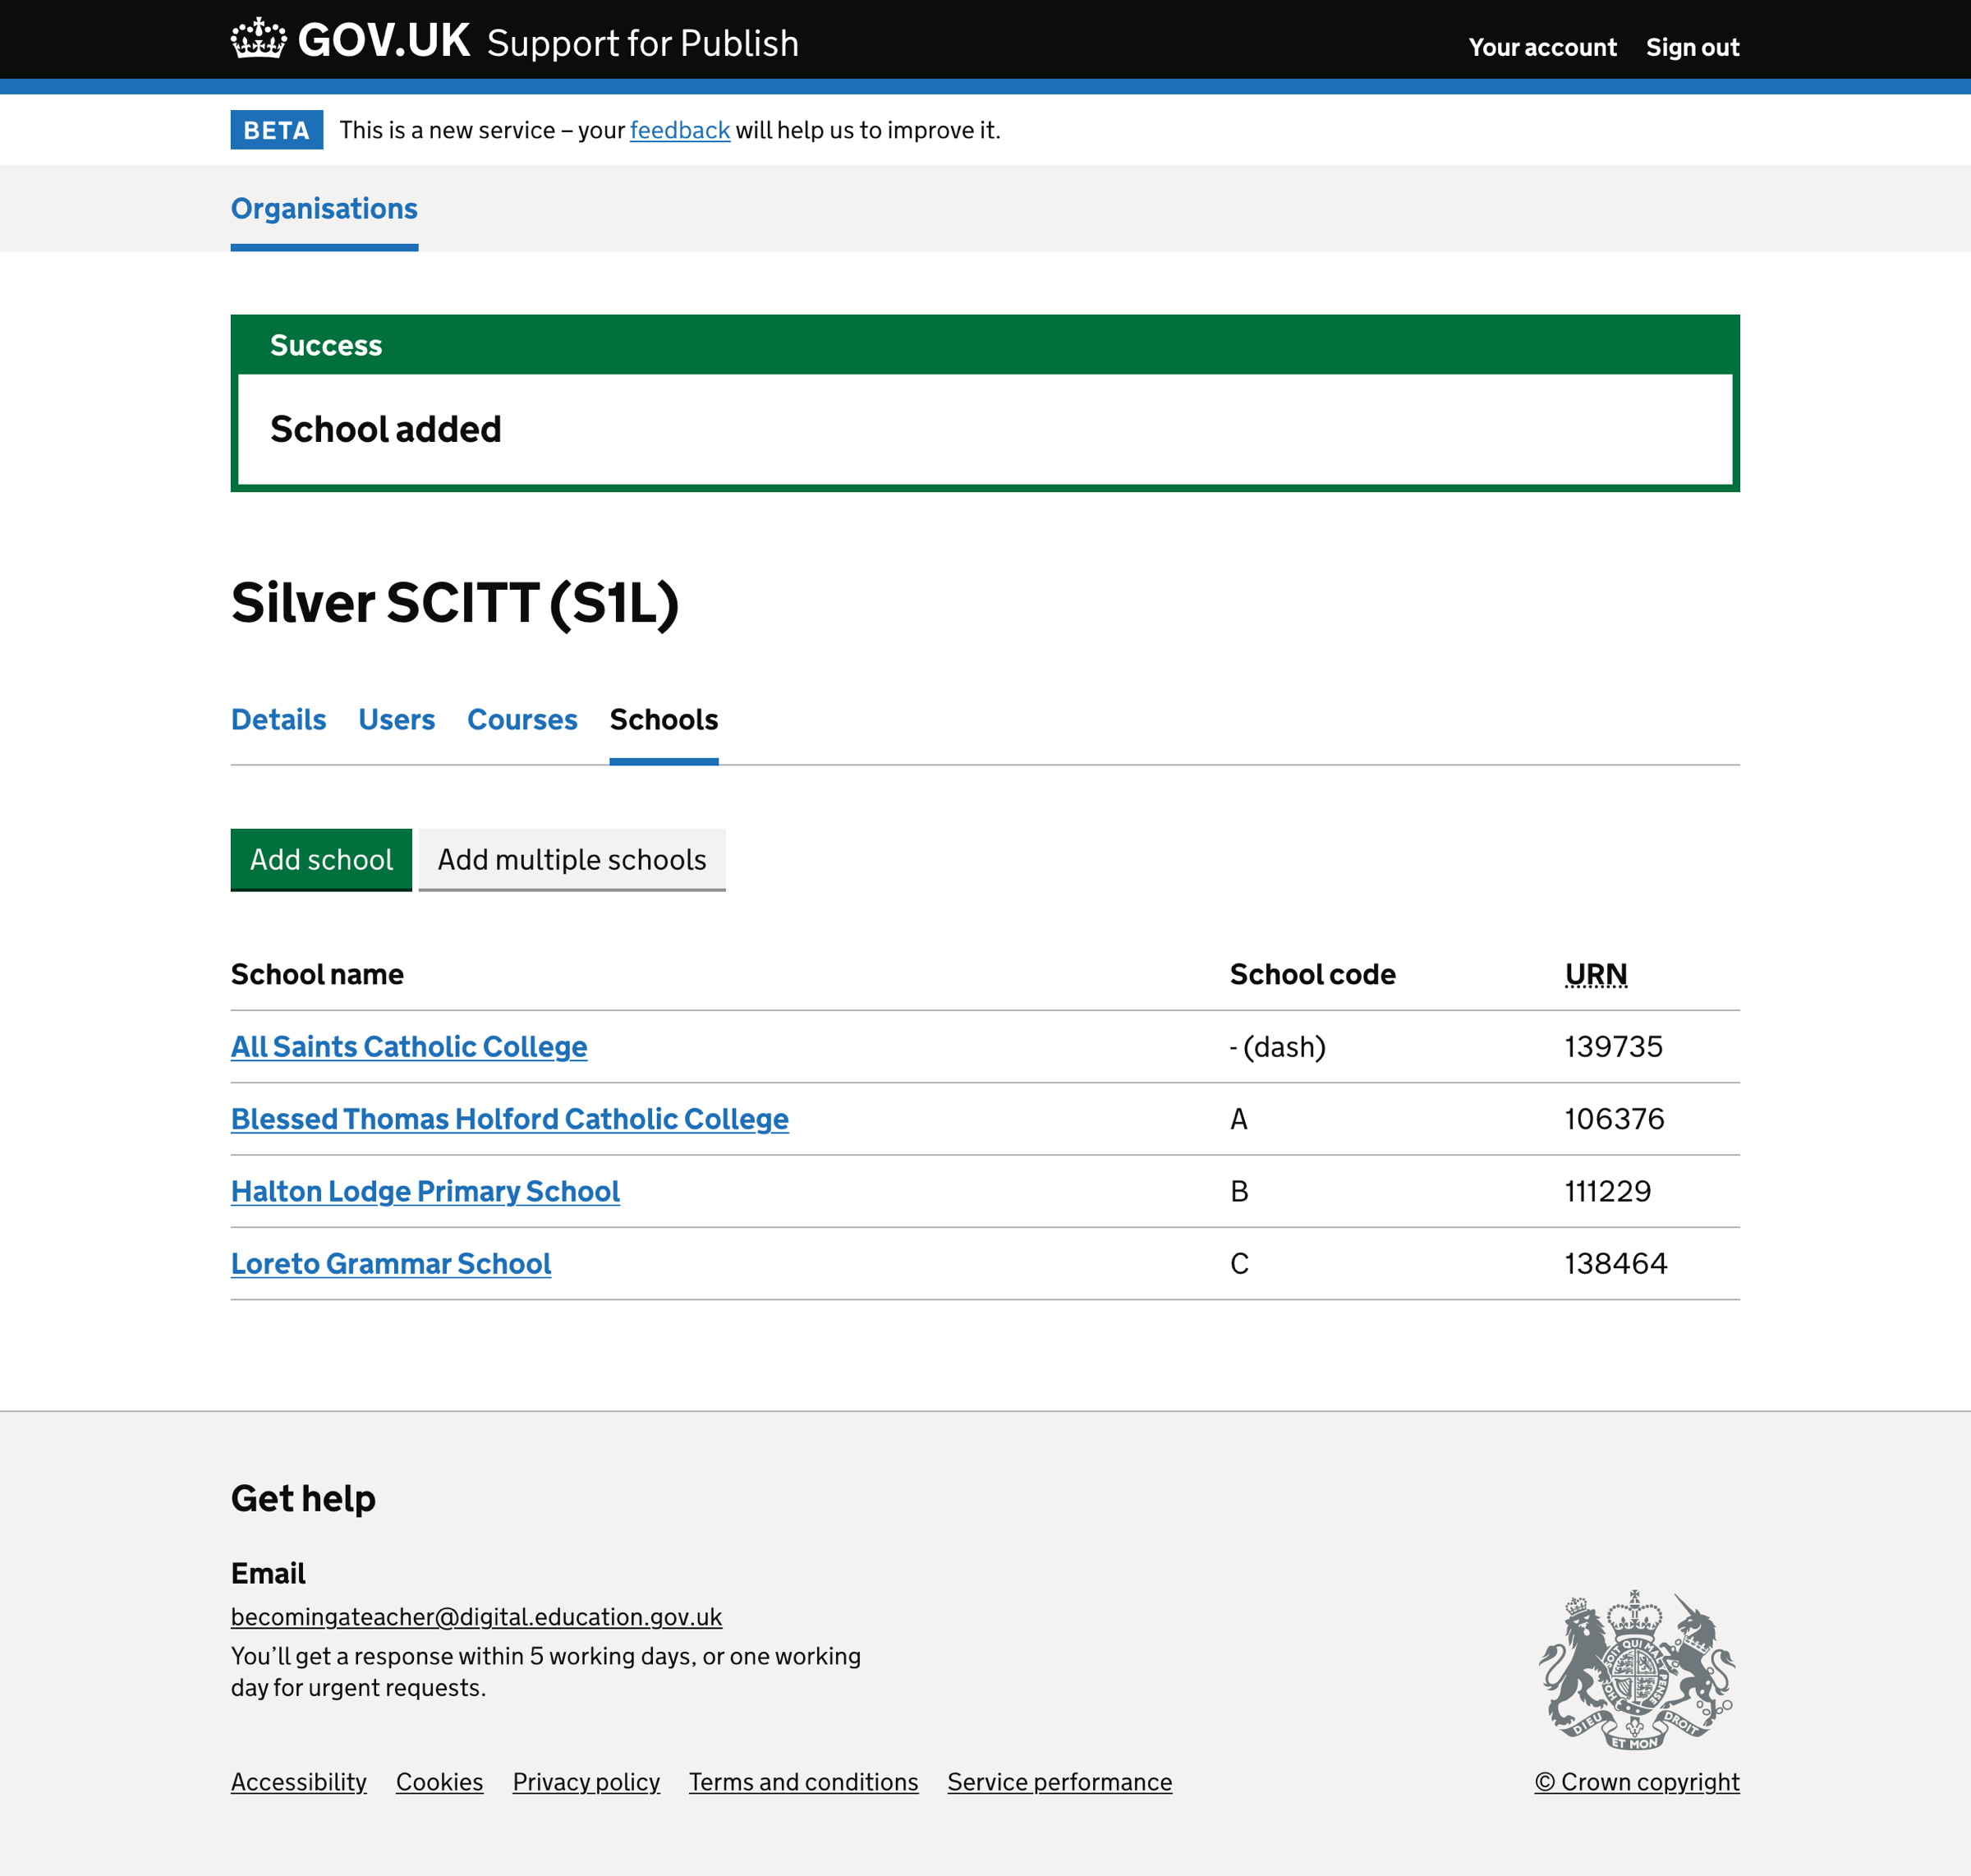 GOV.UK Support for Publish
Your account Sign out
BETA This is a new service – your feedback will help us to improve it.
Organisations
Success
School added
Silver SCITT (S1L)
Details Users Courses Schools
Add school Add multiple schools
School name School code URN
All Saints Catholic College - (dash) 139735
Blessed Thomas Holford Catholic College A 106376
Halton Lodge Primary School B 111229
Loreto Grammar School C 138464
Get help
Email
becomingateacher@digital.education.gov.uk
You’ll get a response within 5 working days, or one working
day for urgent requests.
DIEU ET MON DROIT
Accessibility Cookies Privacy policy Terms and conditions Service performance
© Crown copyright